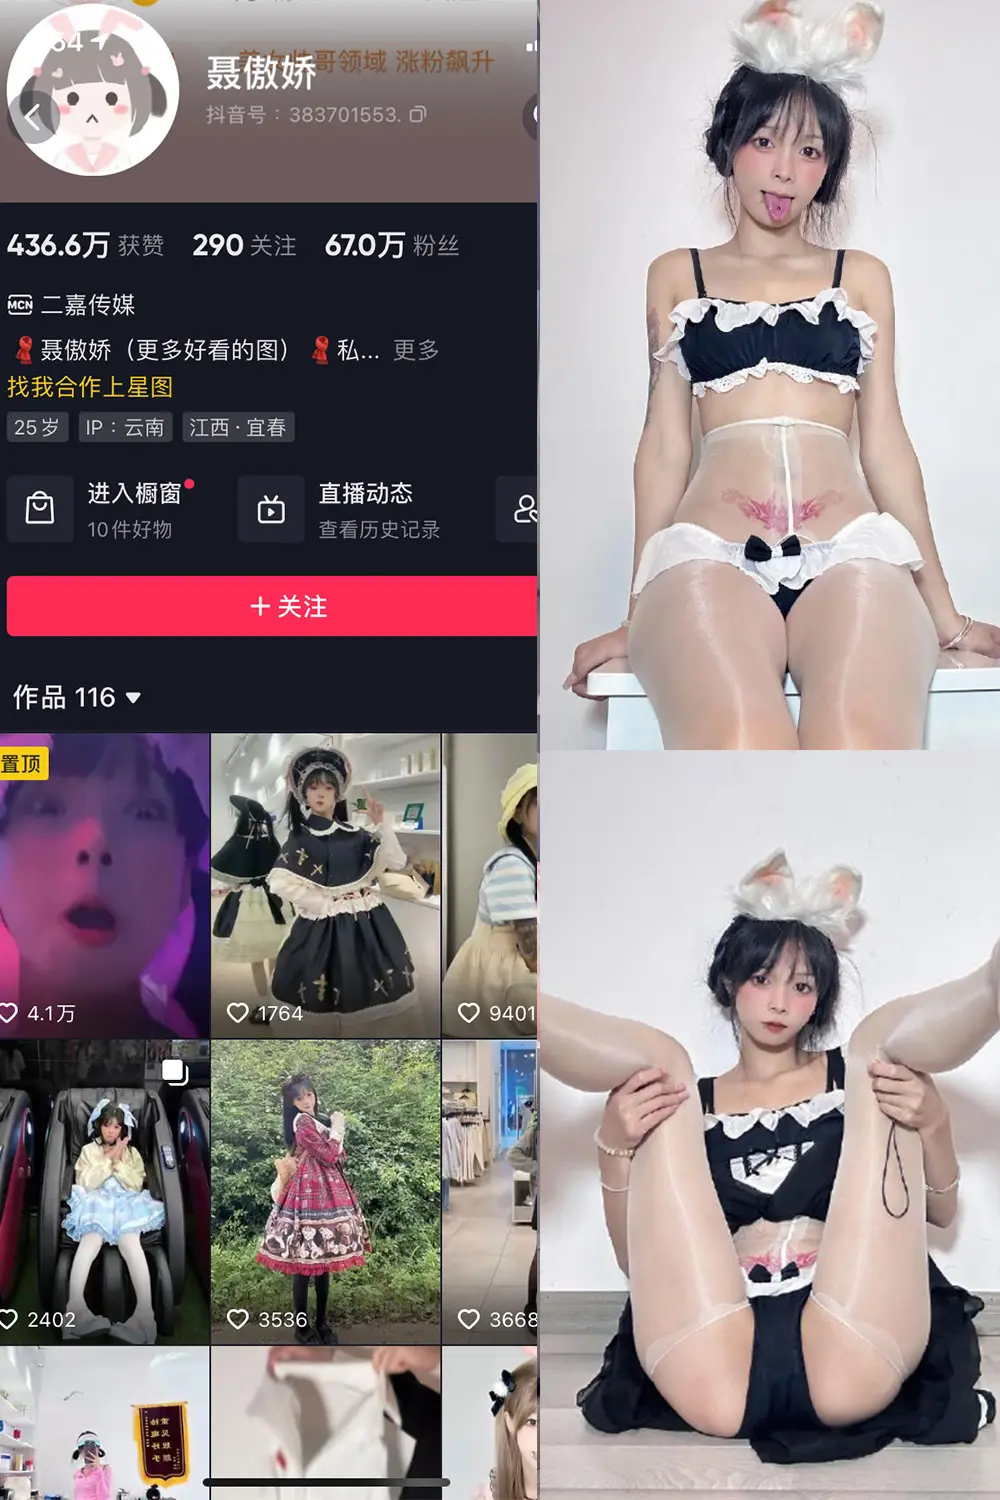 54
美女帅哥领域 涨粉飙升
聂傲娇
抖音号：383701553.
436.6万 获赞 290 关注 67.0万 粉丝
MCN 二嘉传媒
聂傲娇（更多好看的图） 私... 更多
找我合作上星图
25岁 IP：云南 江西·宜春
进入橱窗 直播动态
10件好物 查看历史记录
+ 关注
作品 116
置顶
4.1万 1764 9401
2402 3536 3668